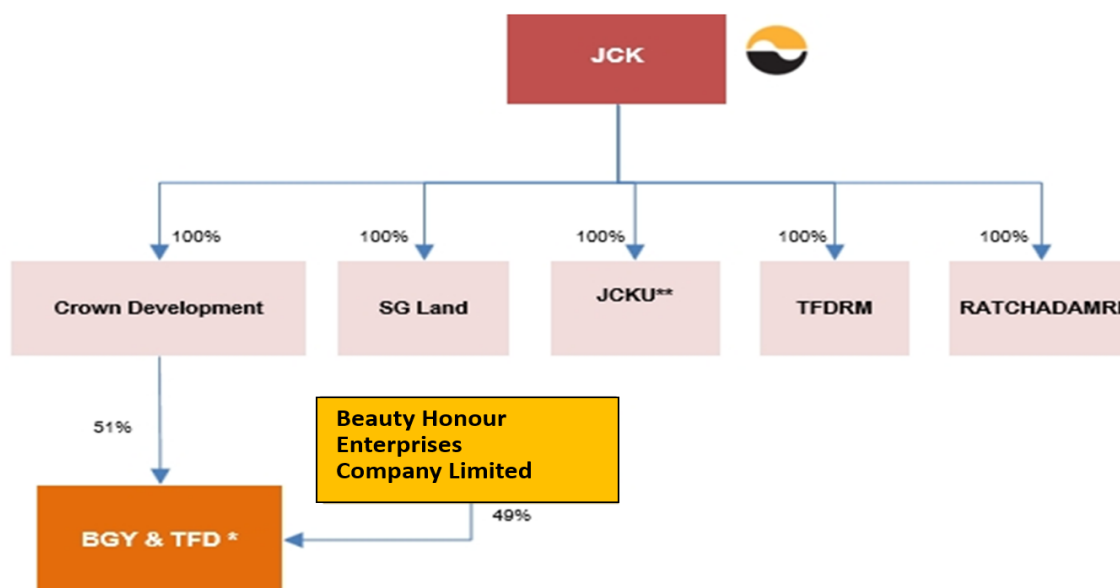 JCK
100%
100%
100%
100%
100%
Crown Development
SG Land
JCKU**
TFDRM
RATCHADAMRI
51%
Beauty Honour
Enterprises
Company Limited
49%
BGY & TFD *